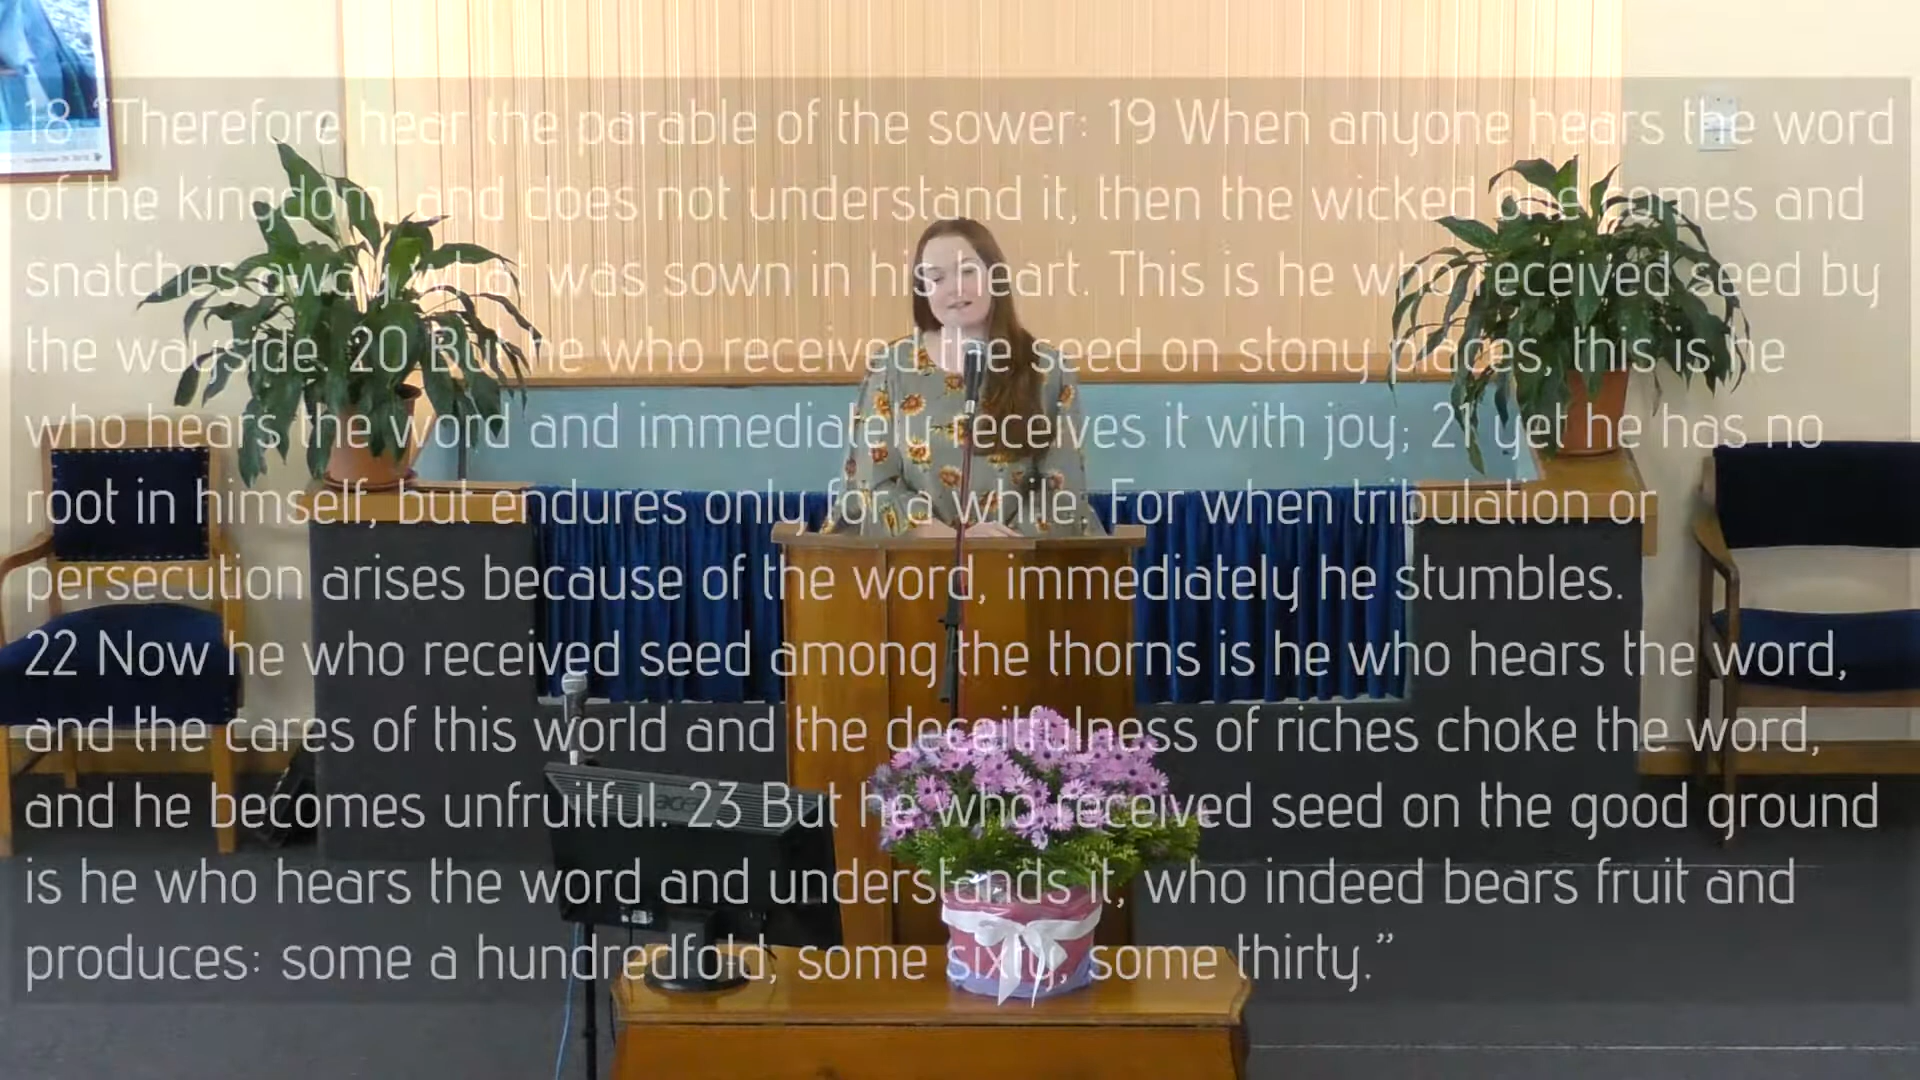 18 “Therefore hear the parable of the sower: 19 When anyone hears the word
of the kingdom, and does not understand it, then the wicked one comes and
snatches away what was sown in his heart. This is he who received seed by
the wayside. 20 But he who received the seed on stony places, this is he
who hears the word and immediately receives it with joy; 21 yet he has no
root in himself, but endures only for a while. For when tribulation or
persecution arises because of the word, immediately he stumbles.
22 Now he who received seed among the thorns is he who hears the word,
and the cares of this world and the deceitfulness of riches choke the word,
and he becomes unfruitful. 23 But he who received seed on the good ground
is he who hears the word and understands it, who indeed bears fruit and
produces: some a hundredfold, some sixty, some thirty.”
acer